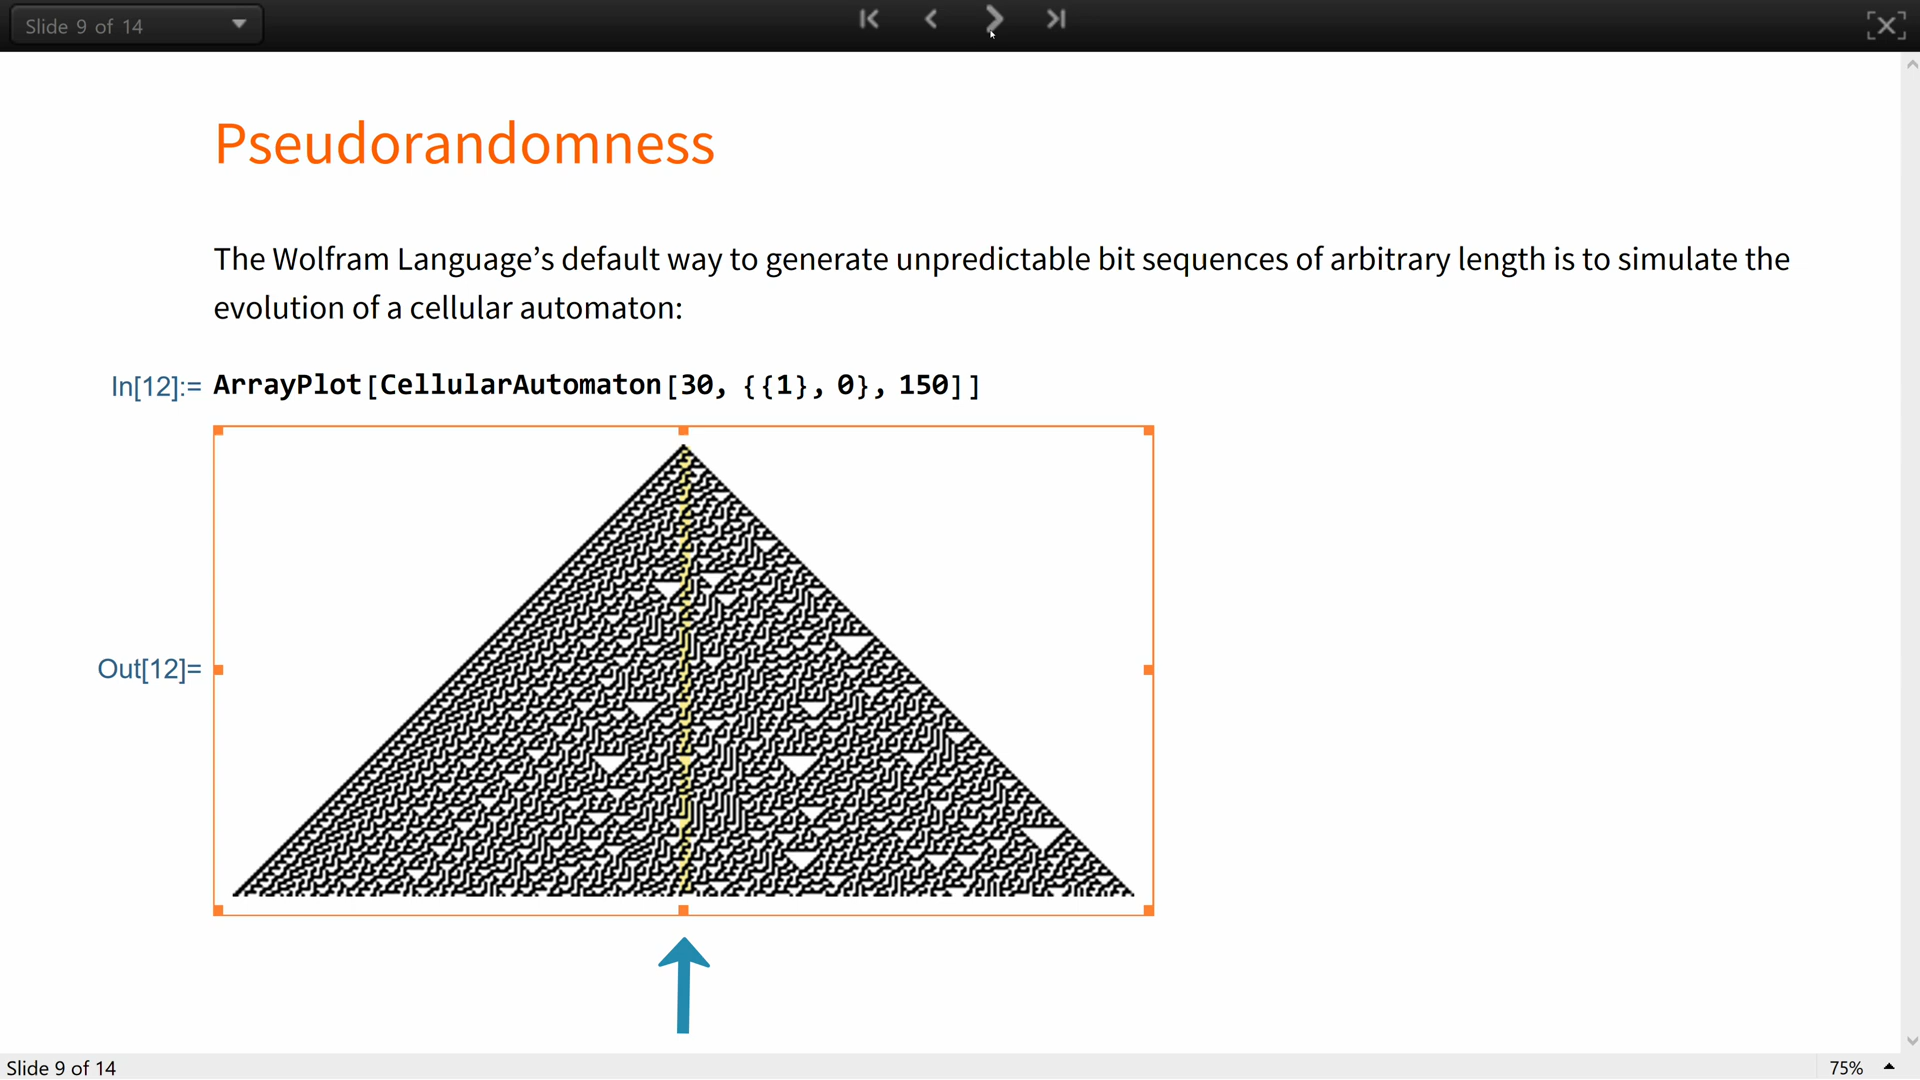 Slide 9 of 14
Pseudorandomness
The Wolfram Language’s default way to generate unpredictable bit sequences of arbitrary length is to simulate the
evolution of a cellular automaton:
In[12]:= ArrayPlot[CellularAutomaton[30, {{1}, 0}, 150]]
Out[12]=
Slide 9 of 14
75%